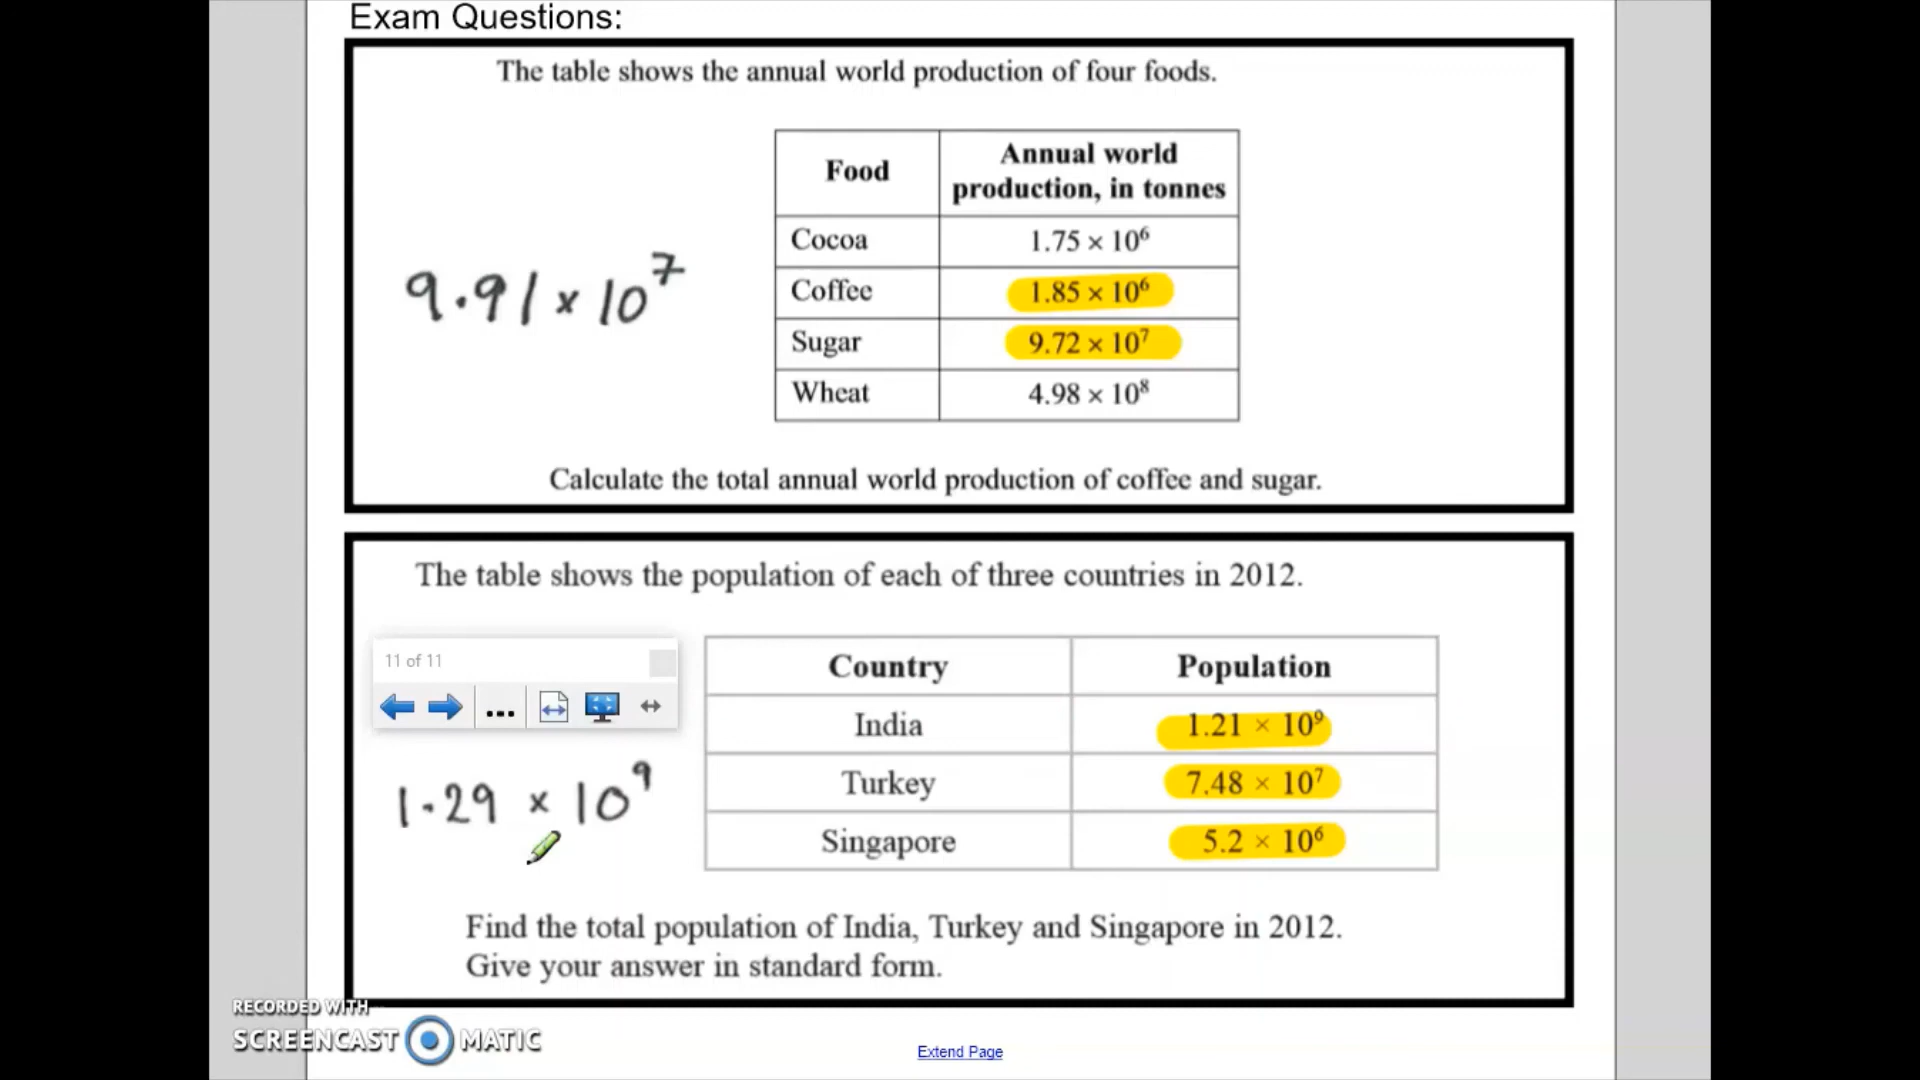 Exam Questions:
The table shows the annual world production of four foods.
Food
Annual world
production, in tonnes
Cocoa 1.75 × 10⁶
Coffee 1.85 × 10⁶
Sugar 9.72 × 10⁷
Wheat 4.98 × 10⁸
9.91 × 10⁷
Calculate the total annual world production of coffee and sugar.
The table shows the population of each of three countries in 2012.
11 of 11
...
Country Population
India 1.21 × 10⁹
Turkey 7.48 × 10⁷
Singapore 5.2 × 10⁶
1.29 × 10⁹
Find the total population of India, Turkey and Singapore in 2012.
Give your answer in standard form.
RECORDED WITH
SCREENCAST MATIC
Extend Page